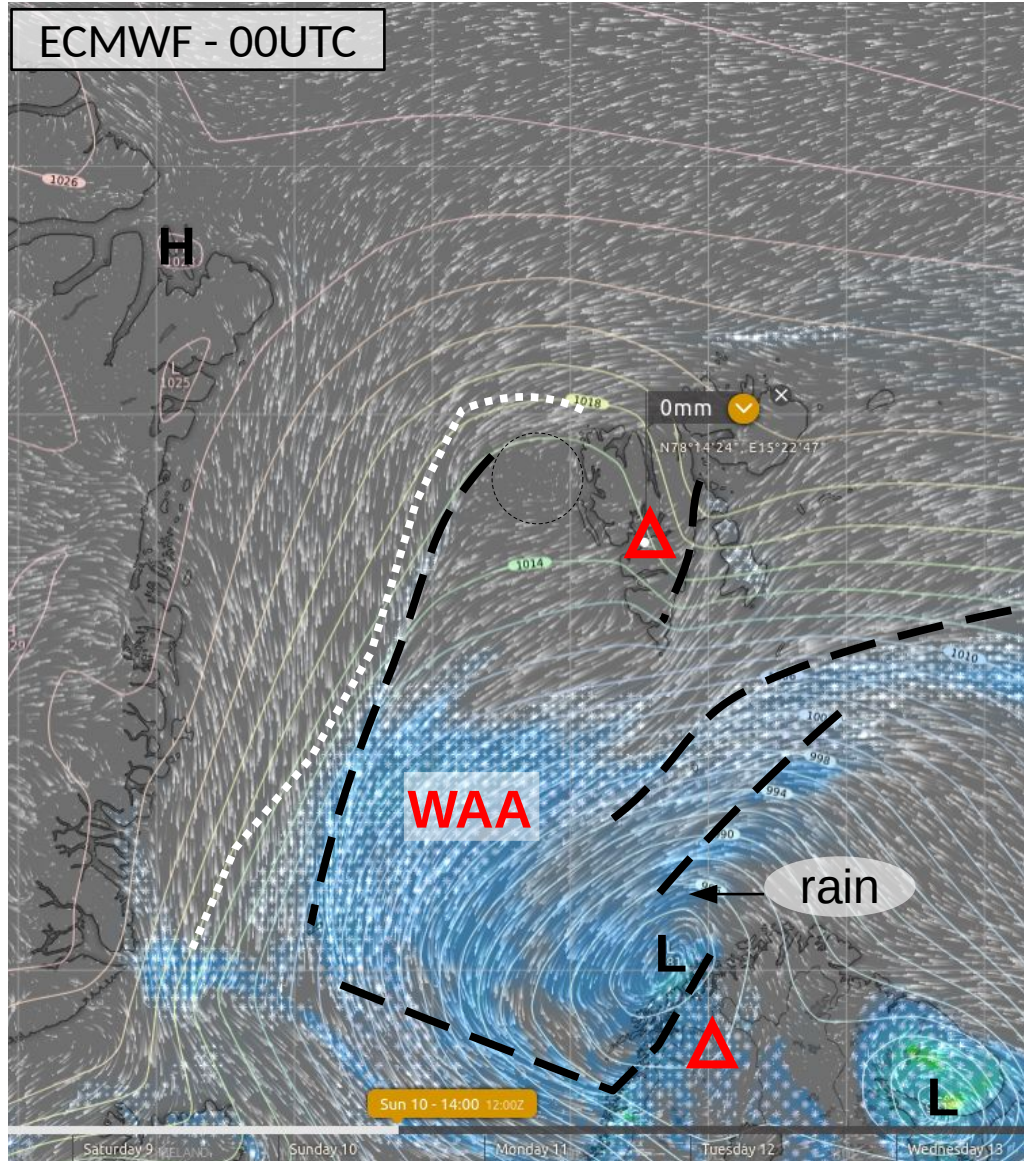 ECMWF - 00UTC
1026
H
L
1025
1018
0mm
N78°14'24", E15°22'47"
1014
1010
998
WAA
994
990
rain
L
L
Sun 10 - 14:00 12:00Z
Saturday 9
Sunday 10
Monday 11
Tuesday 12
Wednesday 13